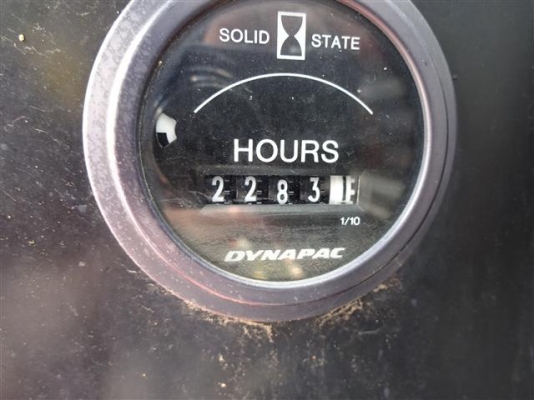 SOLID STATE
HOURS
2283
1/10
DYNAPAC